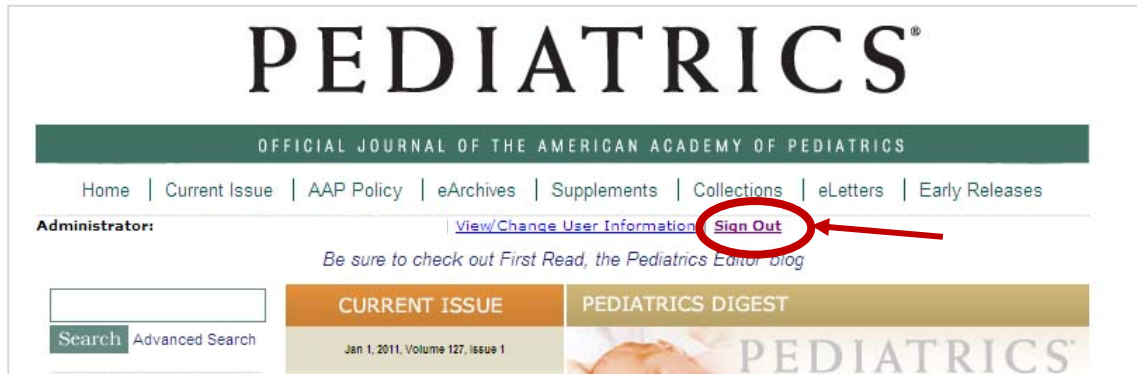 PEDIATRICS®
OFFICIAL JOURNAL OF THE AMERICAN ACADEMY OF PEDIATRICS
Home | Current Issue | AAP Policy | eArchives | Supplements | Collections | eLetters | Early Releases
Administrator: | View/Change User Information | Sign Out
Be sure to check out First Read, the Pediatrics Editor blog
CURRENT ISSUE
PEDIATRICS DIGEST
Search Advanced Search
Jan 1, 2011, Volume 127, Issue 1
PEDIATRICS